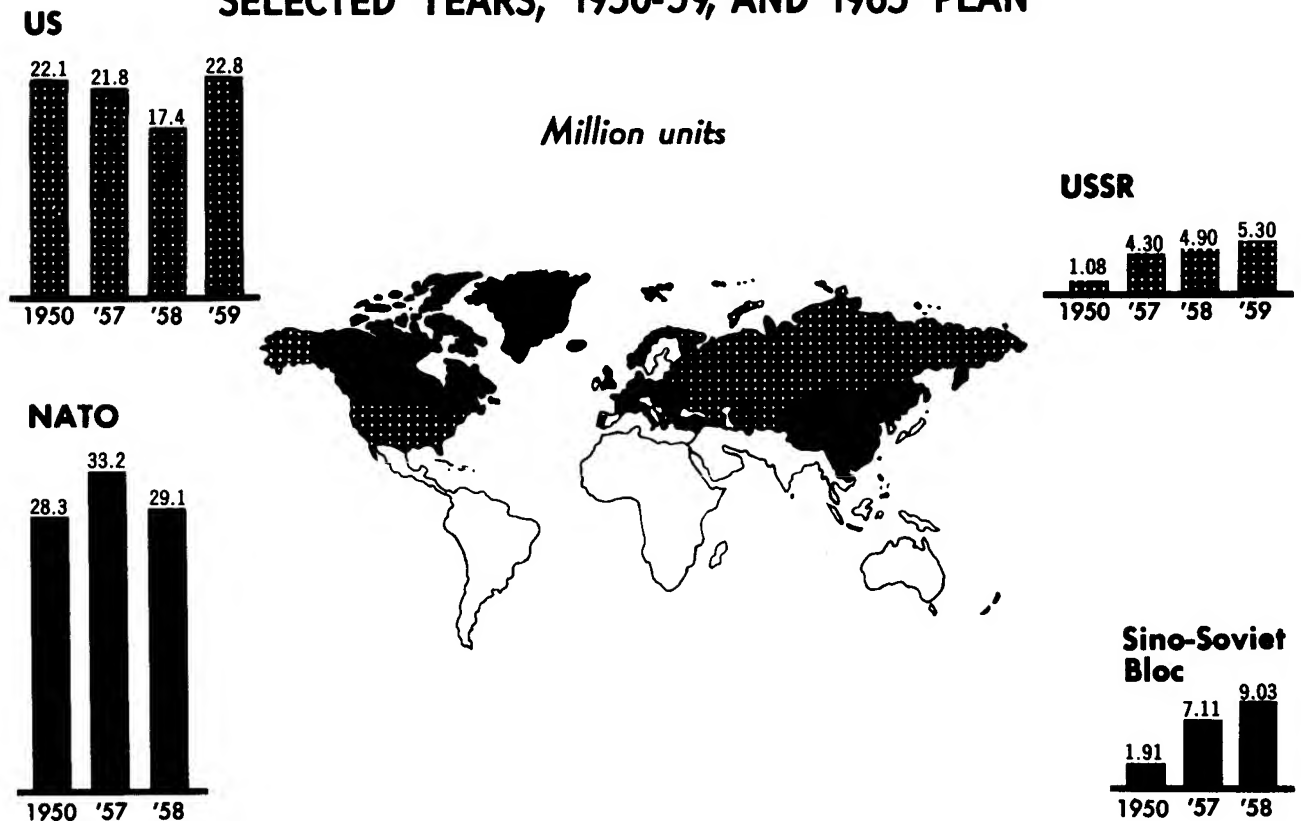 SELECTED YEARS, 1950-59, AND 1965 PLAN
US
22.1 21.8 17.4 22.8
1950 '57 '58 '59
Million units
USSR
1.08 4.30 4.90 5.30
1950 '57 '58 '59
NATO
28.3 33.2 29.1
1950 '57 '58
Sino-Soviet
Bloc
1.91 7.11 9.03
1950 '57 '58